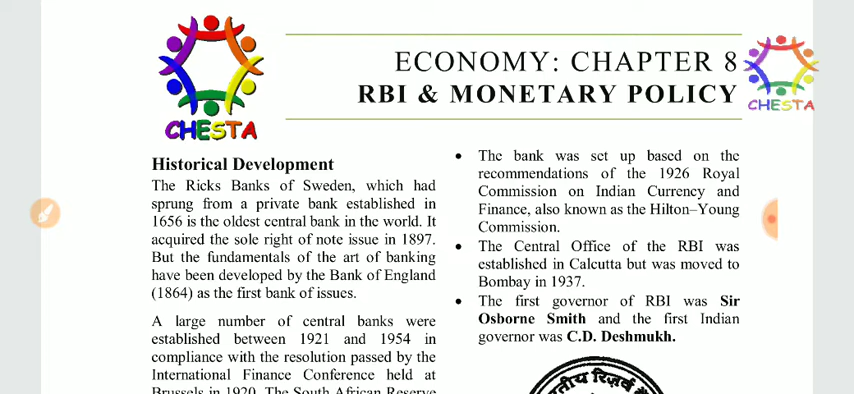 CHESTA
ECONOMY: CHAPTER 8
RBI & MONETARY POLICY
CHESTA
Historical Development
The Ricks Banks of Sweden, which had
sprung from a private bank established in
1656 is the oldest central bank in the world. It
acquired the sole right of note issue in 1897.
But the fundamentals of the art of banking
have been developed by the Bank of England
(1864) as the first bank of issues.
A large number of central banks were
established between 1921 and 1954 in
compliance with the resolution passed by the
International Finance Conference held at
Brussels in 1920. The South African Reserve
• The bank was set up based on the
recommendations of the 1926 Royal
Commission on Indian Currency and
Finance, also known as the Hilton–Young
Commission.
• The Central Office of the RBI was
established in Calcutta but was moved to
Bombay in 1937.
• The first governor of RBI was Sir
Osborne Smith and the first Indian
governor was C.D. Deshmukh.
रिज़र्व